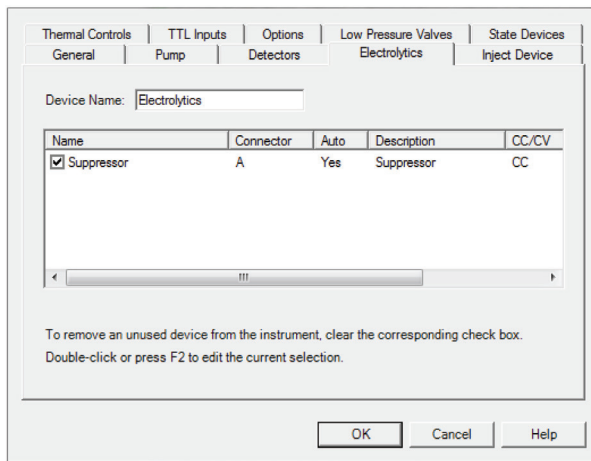 Thermal Controls TTL Inputs Options Low Pressure Valves State Devices
General Pump Detectors Electrolytics Inject Device
Device Name: Electrolytics
Name Connector Auto Description CC/CV
Suppressor A Yes Suppressor CC
To remove an unused device from the instrument, clear the corresponding check box.
Double-click or press F2 to edit the current selection.
OK Cancel Help